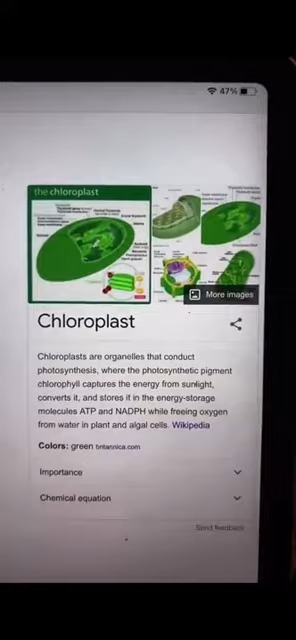 47%
the chloroplast
More images
Chloroplast
Chloroplasts are organelles that conduct
photosynthesis, where the photosynthetic pigment
chlorophyll captures the energy from sunlight,
converts it, and stores it in the energy-storage
molecules ATP and NADPH while freeing oxygen
from water in plant and algal cells. Wikipedia
Colors: green britannica.com
Importance
Chemical equation
Send feedback